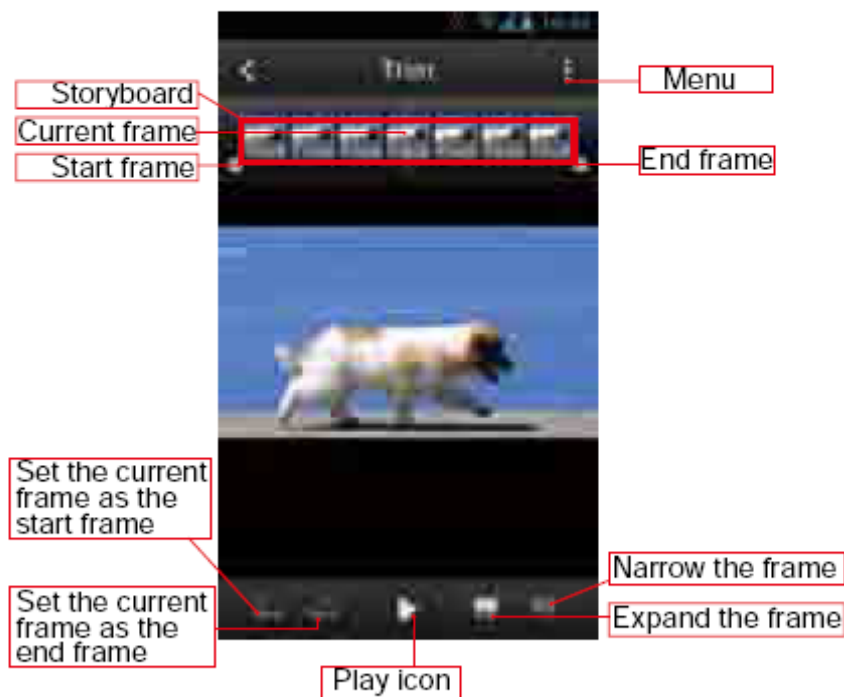 Trim
Menu
Storyboard
Current frame
Start frame
End frame
Set the current
frame as the
start frame
Set the current
frame as the
end frame
Narrow the frame
Expand the frame
Play icon